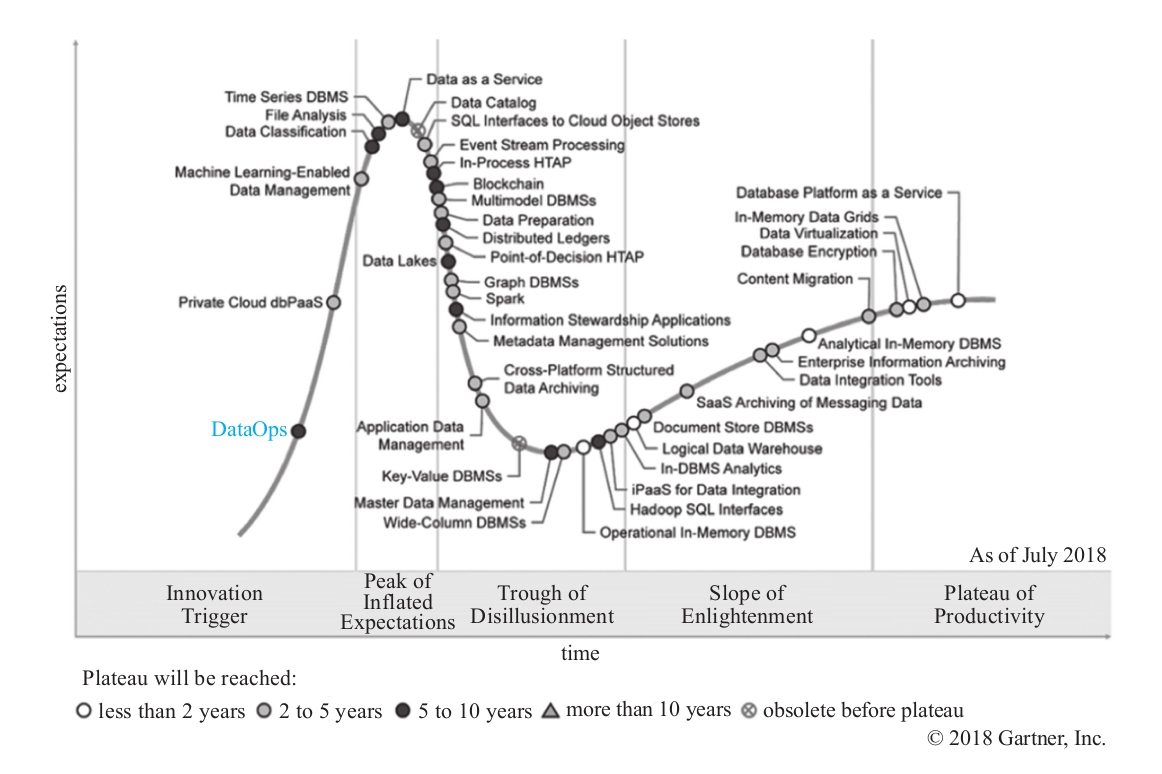 Data as a Service
Time Series DBMS
Data Catalog
File Analysis
SQL Interfaces to Cloud Object Stores
Data Classification
Event Stream Processing
In-Process HTAP
Machine Learning-Enabled
Data Management
Blockchain
Multimodel DBMSs
Data Preparation
Distributed Ledgers
Point-of-Decision HTAP
Data Lakes
Graph DBMSs
Spark
Private Cloud dbPaaS
Information Stewardship Applications
Metadata Management Solutions
Cross-Platform Structured
Data Archiving
DataOps
Application Data
Management
Key-Value DBMSs
Master Data Management
Wide-Column DBMSs
Database Platform as a Service
In-Memory Data Grids
Data Virtualization
Database Encryption
Content Migration
Analytical In-Memory DBMS
Enterprise Information Archiving
Data Integration Tools
SaaS Archiving of Messaging Data
Document Store DBMSs
Logical Data Warehouse
In-DBMS Analytics
iPaaS for Data Integration
Hadoop SQL Interfaces
Operational In-Memory DBMS
expectations
As of July 2018
Innovation
Trigger
Peak of
Inflated
Expectations
Trough of
Disillusionment
Slope of
Enlightenment
Plateau of
Productivity
time
Plateau will be reached:
less than 2 years 2 to 5 years 5 to 10 years more than 10 years obsolete before plateau
© 2018 Gartner, Inc.